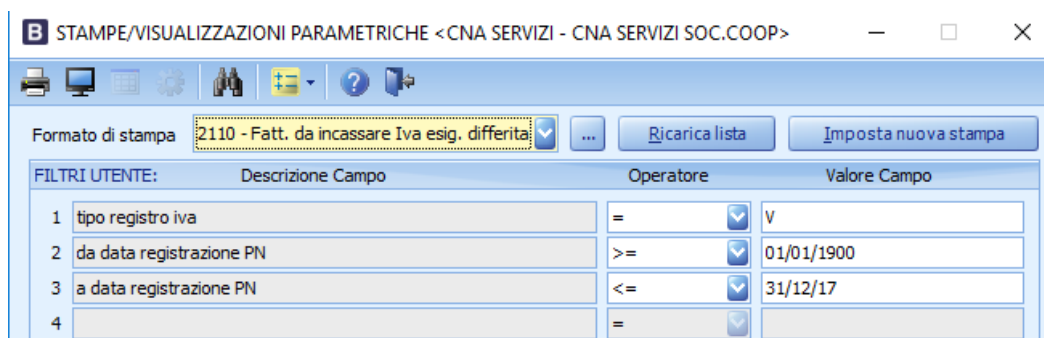 B STAMPE/VISUALIZZAZIONI PARAMETRICHE <CNA SERVIZI - CNA SERVIZI SOC.COOP>
Formato di stampa 2110 - Fatt. da incassare Iva esig. differita ... Ricarica lista Imposta nuova stampa
FILTRI UTENTE: Descrizione Campo Operatore Valore Campo
1 tipo registro iva = V
2 da data registrazione PN >= 01/01/1900
3 a data registrazione PN <= 31/12/17
4 =